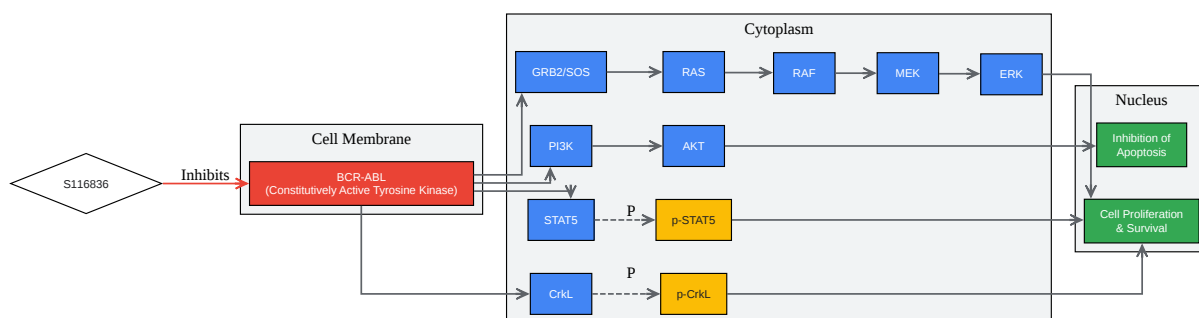 Cytoplasm
GRB2/SOS
RAS
RAF
MEK
ERK
Nucleus
Cell Membrane
PI3K
AKT
Inhibition of
Apoptosis
S116836
Inhibits
BCR-ABL
(Constitutively Active Tyrosine Kinase)
STAT5
P
p-STAT5
Cell Proliferation
& Survival
CrkL
P
p-CrkL